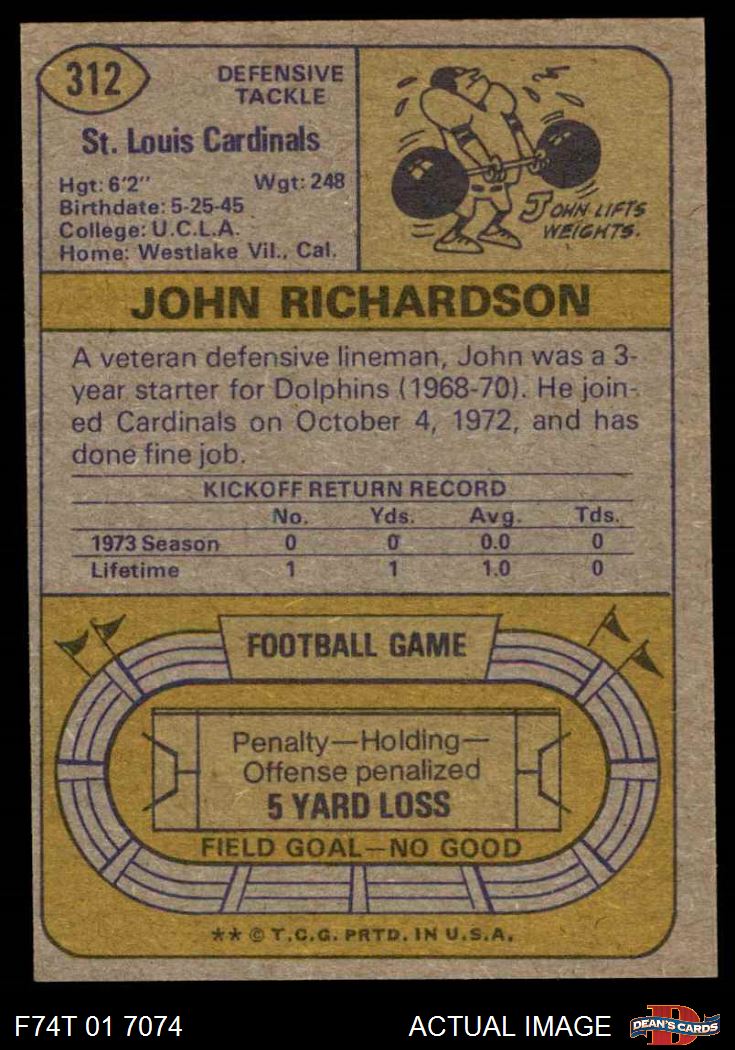 312
DEFENSIVE
TACKLE
St. Louis Cardinals
Hgt: 6'2" Wgt: 248
Birthdate: 5-25-45
College: U.C.L.A.
Home: Westlake Vil., Cal.
JOHN LIFTS
WEIGHTS.
JOHN RICHARDSON
A veteran defensive lineman, John was a 3-
year starter for Dolphins (1968-70). He join-
ed Cardinals on October 4, 1972, and has
done fine job.
KICKOFF RETURN RECORD
No. Yds. Avg. Tds.
1973 Season 0 0 0.0 0
Lifetime 1 1 1.0 0
FOOTBALL GAME
Penalty—Holding—
Offense penalized
5 YARD LOSS
FIELD GOAL—NO GOOD
** © T.C.G. PRTD. IN U.S.A.
F74T 01 7074 ACTUAL IMAGE D DEAN'S CARDS